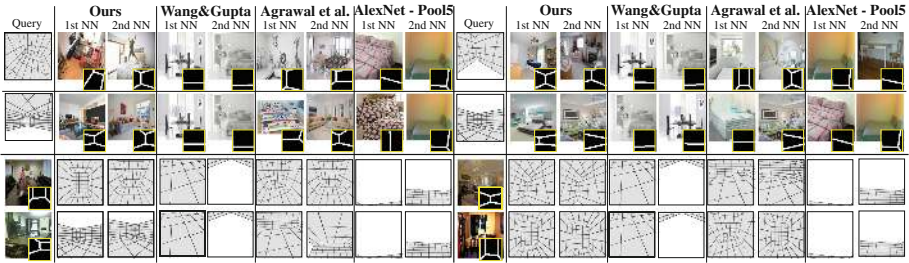 Ours Wang&Gupta Agrawal et al. AlexNet - Pool5 Ours Wang&Gupta Agrawal et al. AlexNet - Pool5
Query 1st NN 2nd NN 1st NN 2nd NN 1st NN 2nd NN 1st NN 2nd NN Query 1st NN 2nd NN 1st NN 2nd NN 1st NN 2nd NN 1st NN 2nd NN